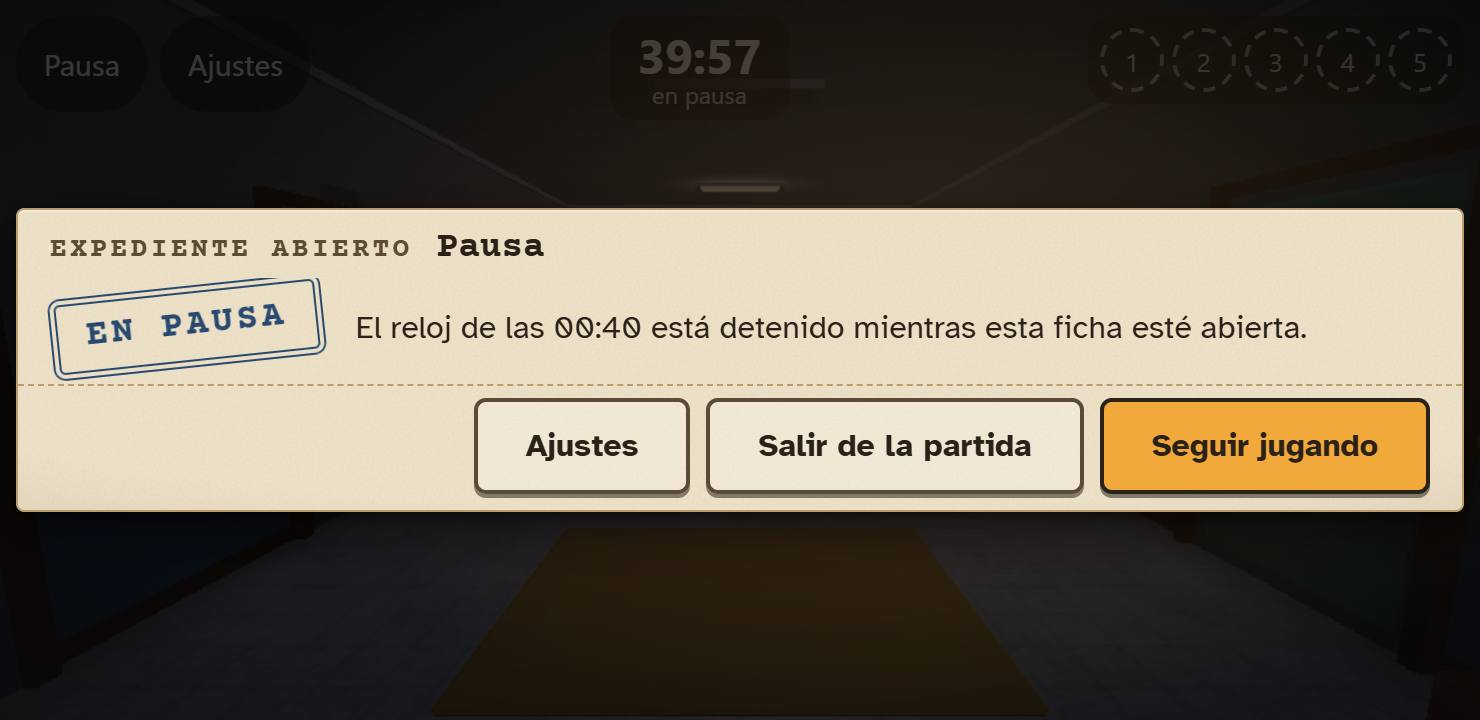 Pausa
Ajustes
39:57
en pausa
1 2 3 4 5
EXPEDIENTE ABIERTO Pausa
EN PAUSA
El reloj de las 00:40 está detenido mientras esta ficha esté abierta.
Ajustes
Salir de la partida
Seguir jugando